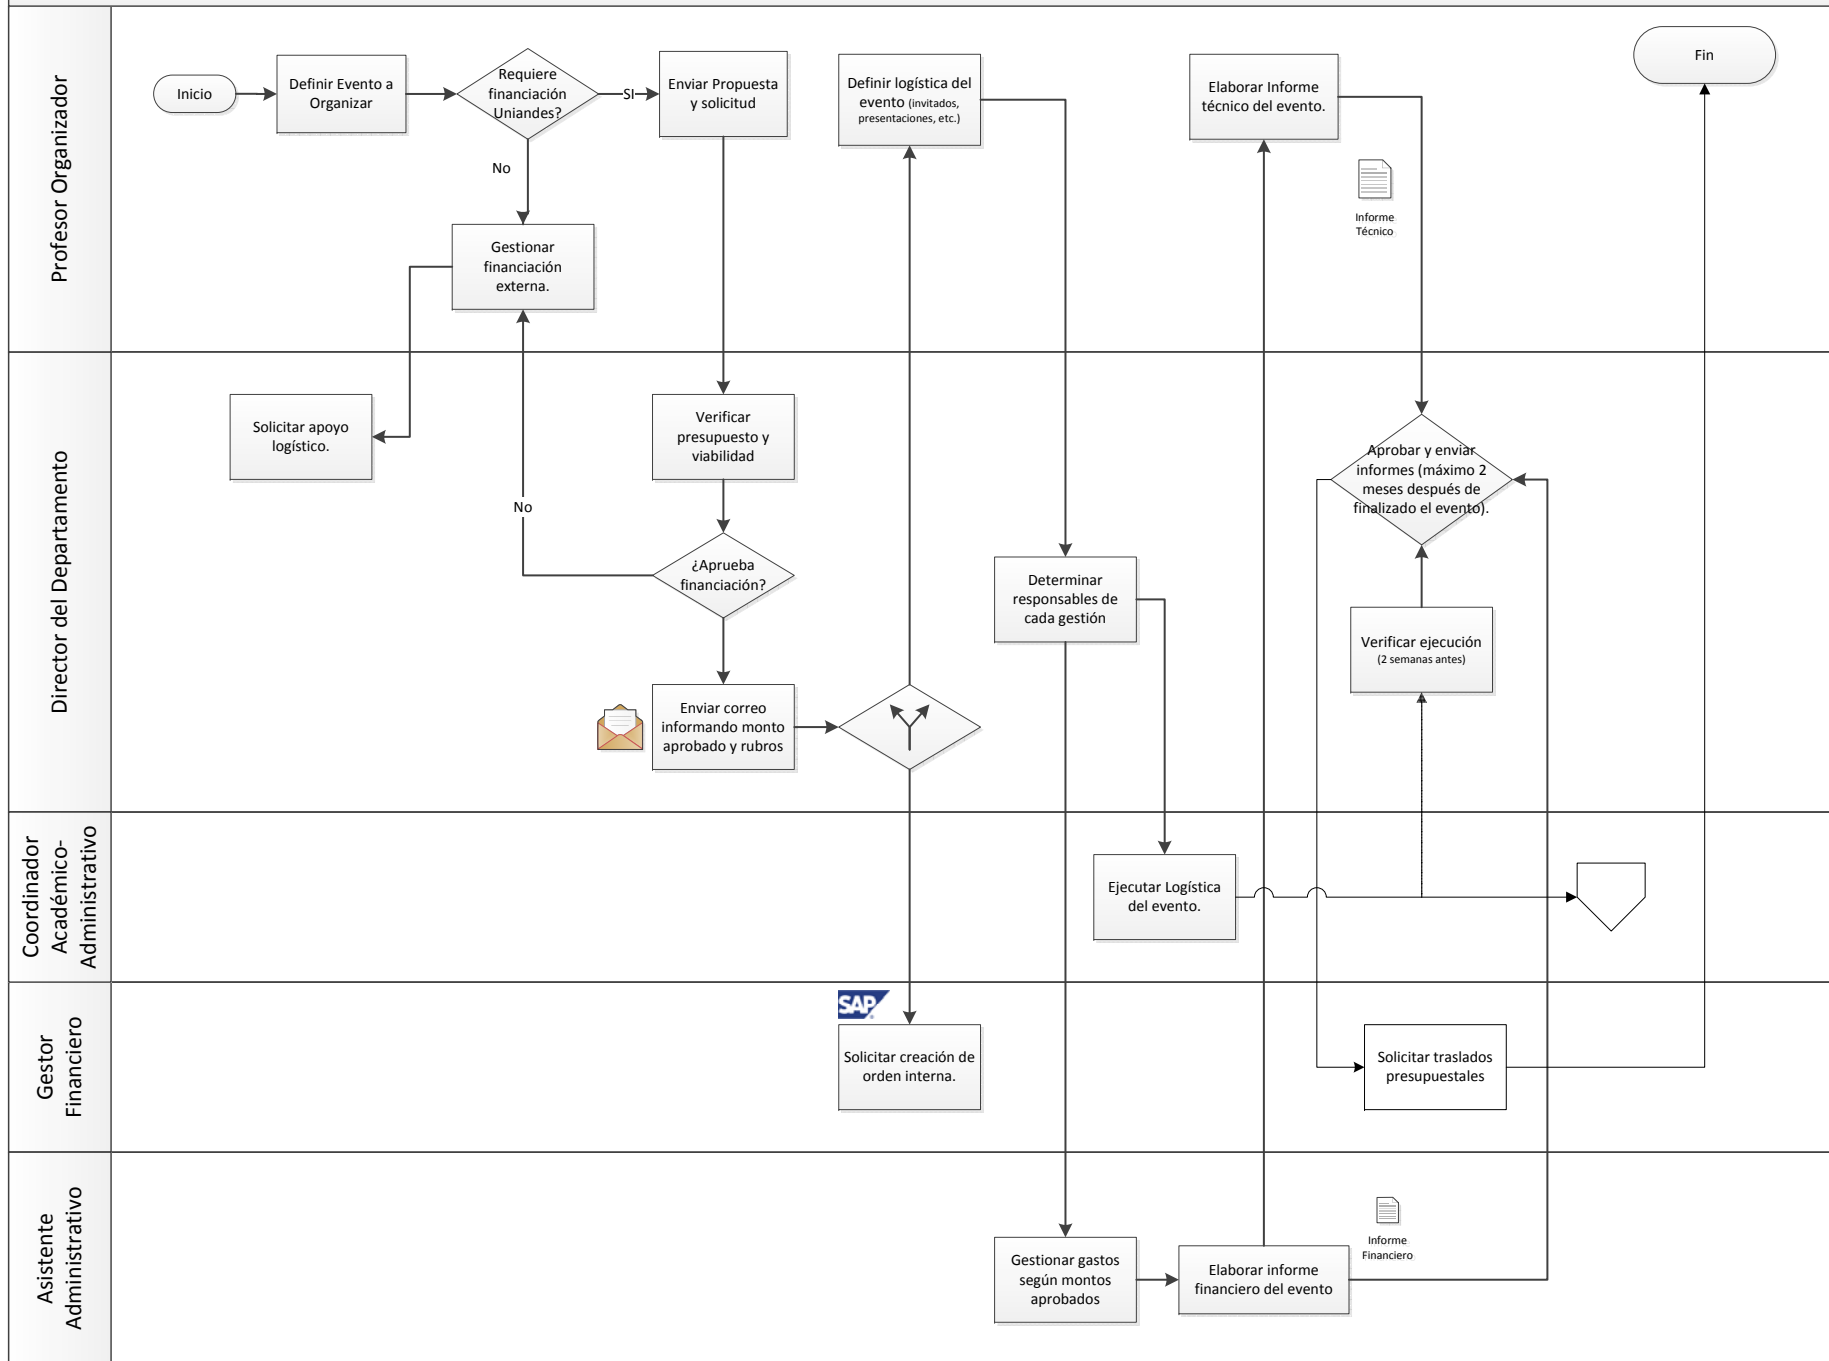 Profesor Organizador
Inicio
Definir Evento a
Organizar
Requiere
financiación
Uniandes?
SI
No
Enviar Propuesta
y solicitud
Gestionar
financiación
externa.
Definir logística del
evento (invitados,
presentaciones, etc.)
Elaborar Informe
técnico del evento.
Informe
Técnico
Fin
Director del Departamento
Solicitar apoyo
logístico.
Verificar
presupuesto y
viabilidad
No
¿Aprueba
financiación?
Enviar correo
informando monto
aprobado y rubros
Determinar
responsables de
cada gestión
Aprobar y enviar
informes (máximo 2
meses después de
finalizado el evento).
Verificar ejecución
(2 semanas antes)
Coordinador
Académico-
Administrativo
Ejecutar Logística
del evento.
Gestor
Financiero
SAP
Solicitar creación de
orden interna.
Solicitar traslados
presupuestales
Asistente
Administrativo
Gestionar gastos
según montos
aprobados
Elaborar informe
financiero del evento
Informe
Financiero